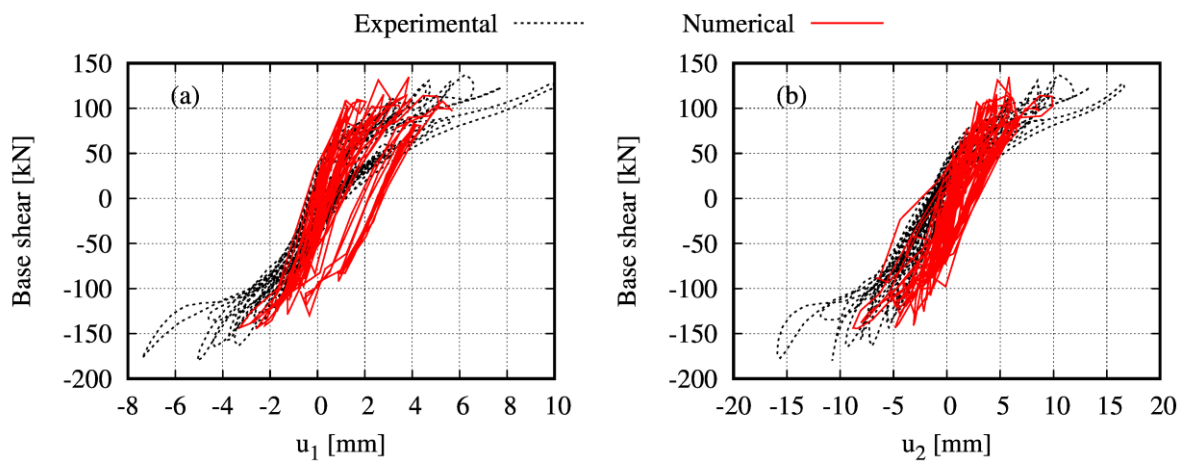 Experimental Numerical
150
100
50
0
-50
-100
-150
-200
Base shear [kN]
(a)
-8 -6 -4 -2 0 2 4 6 8 10
u1 [mm]
150
100
50
0
-50
-100
-150
-200
Base shear [kN]
(b)
-20 -15 -10 -5 0 5 10 15 20
u2 [mm]